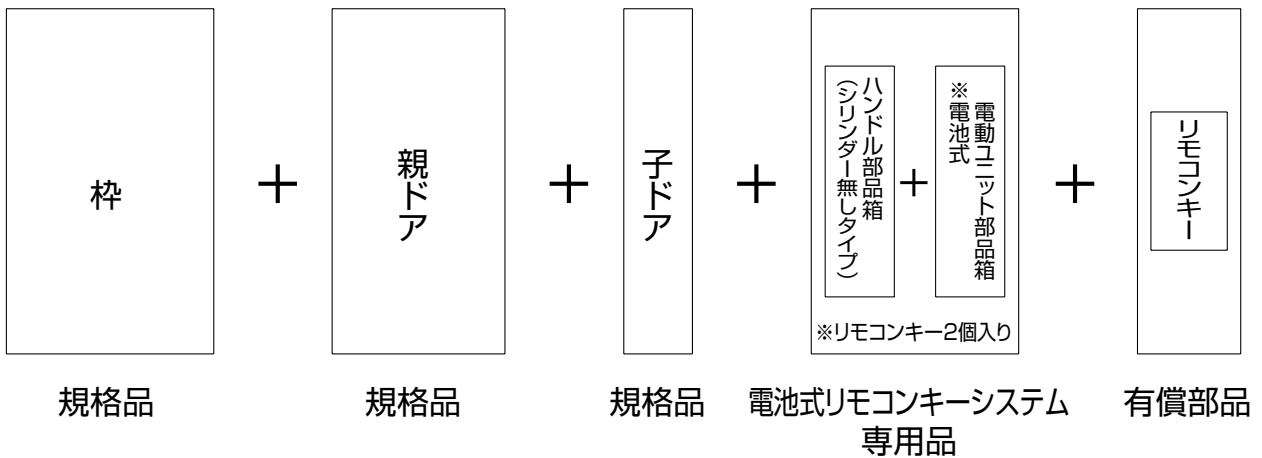 枠
＋
親ドア
＋
子ドア
＋
ハンドル部品箱
(シリンダー無しタイプ)
＋
電動ユニット部品箱
※電池式
※リモコンキー2個入り
＋
リモコンキー
規格品
規格品
規格品
電池式リモコンキーシステム
専用品
有償部品